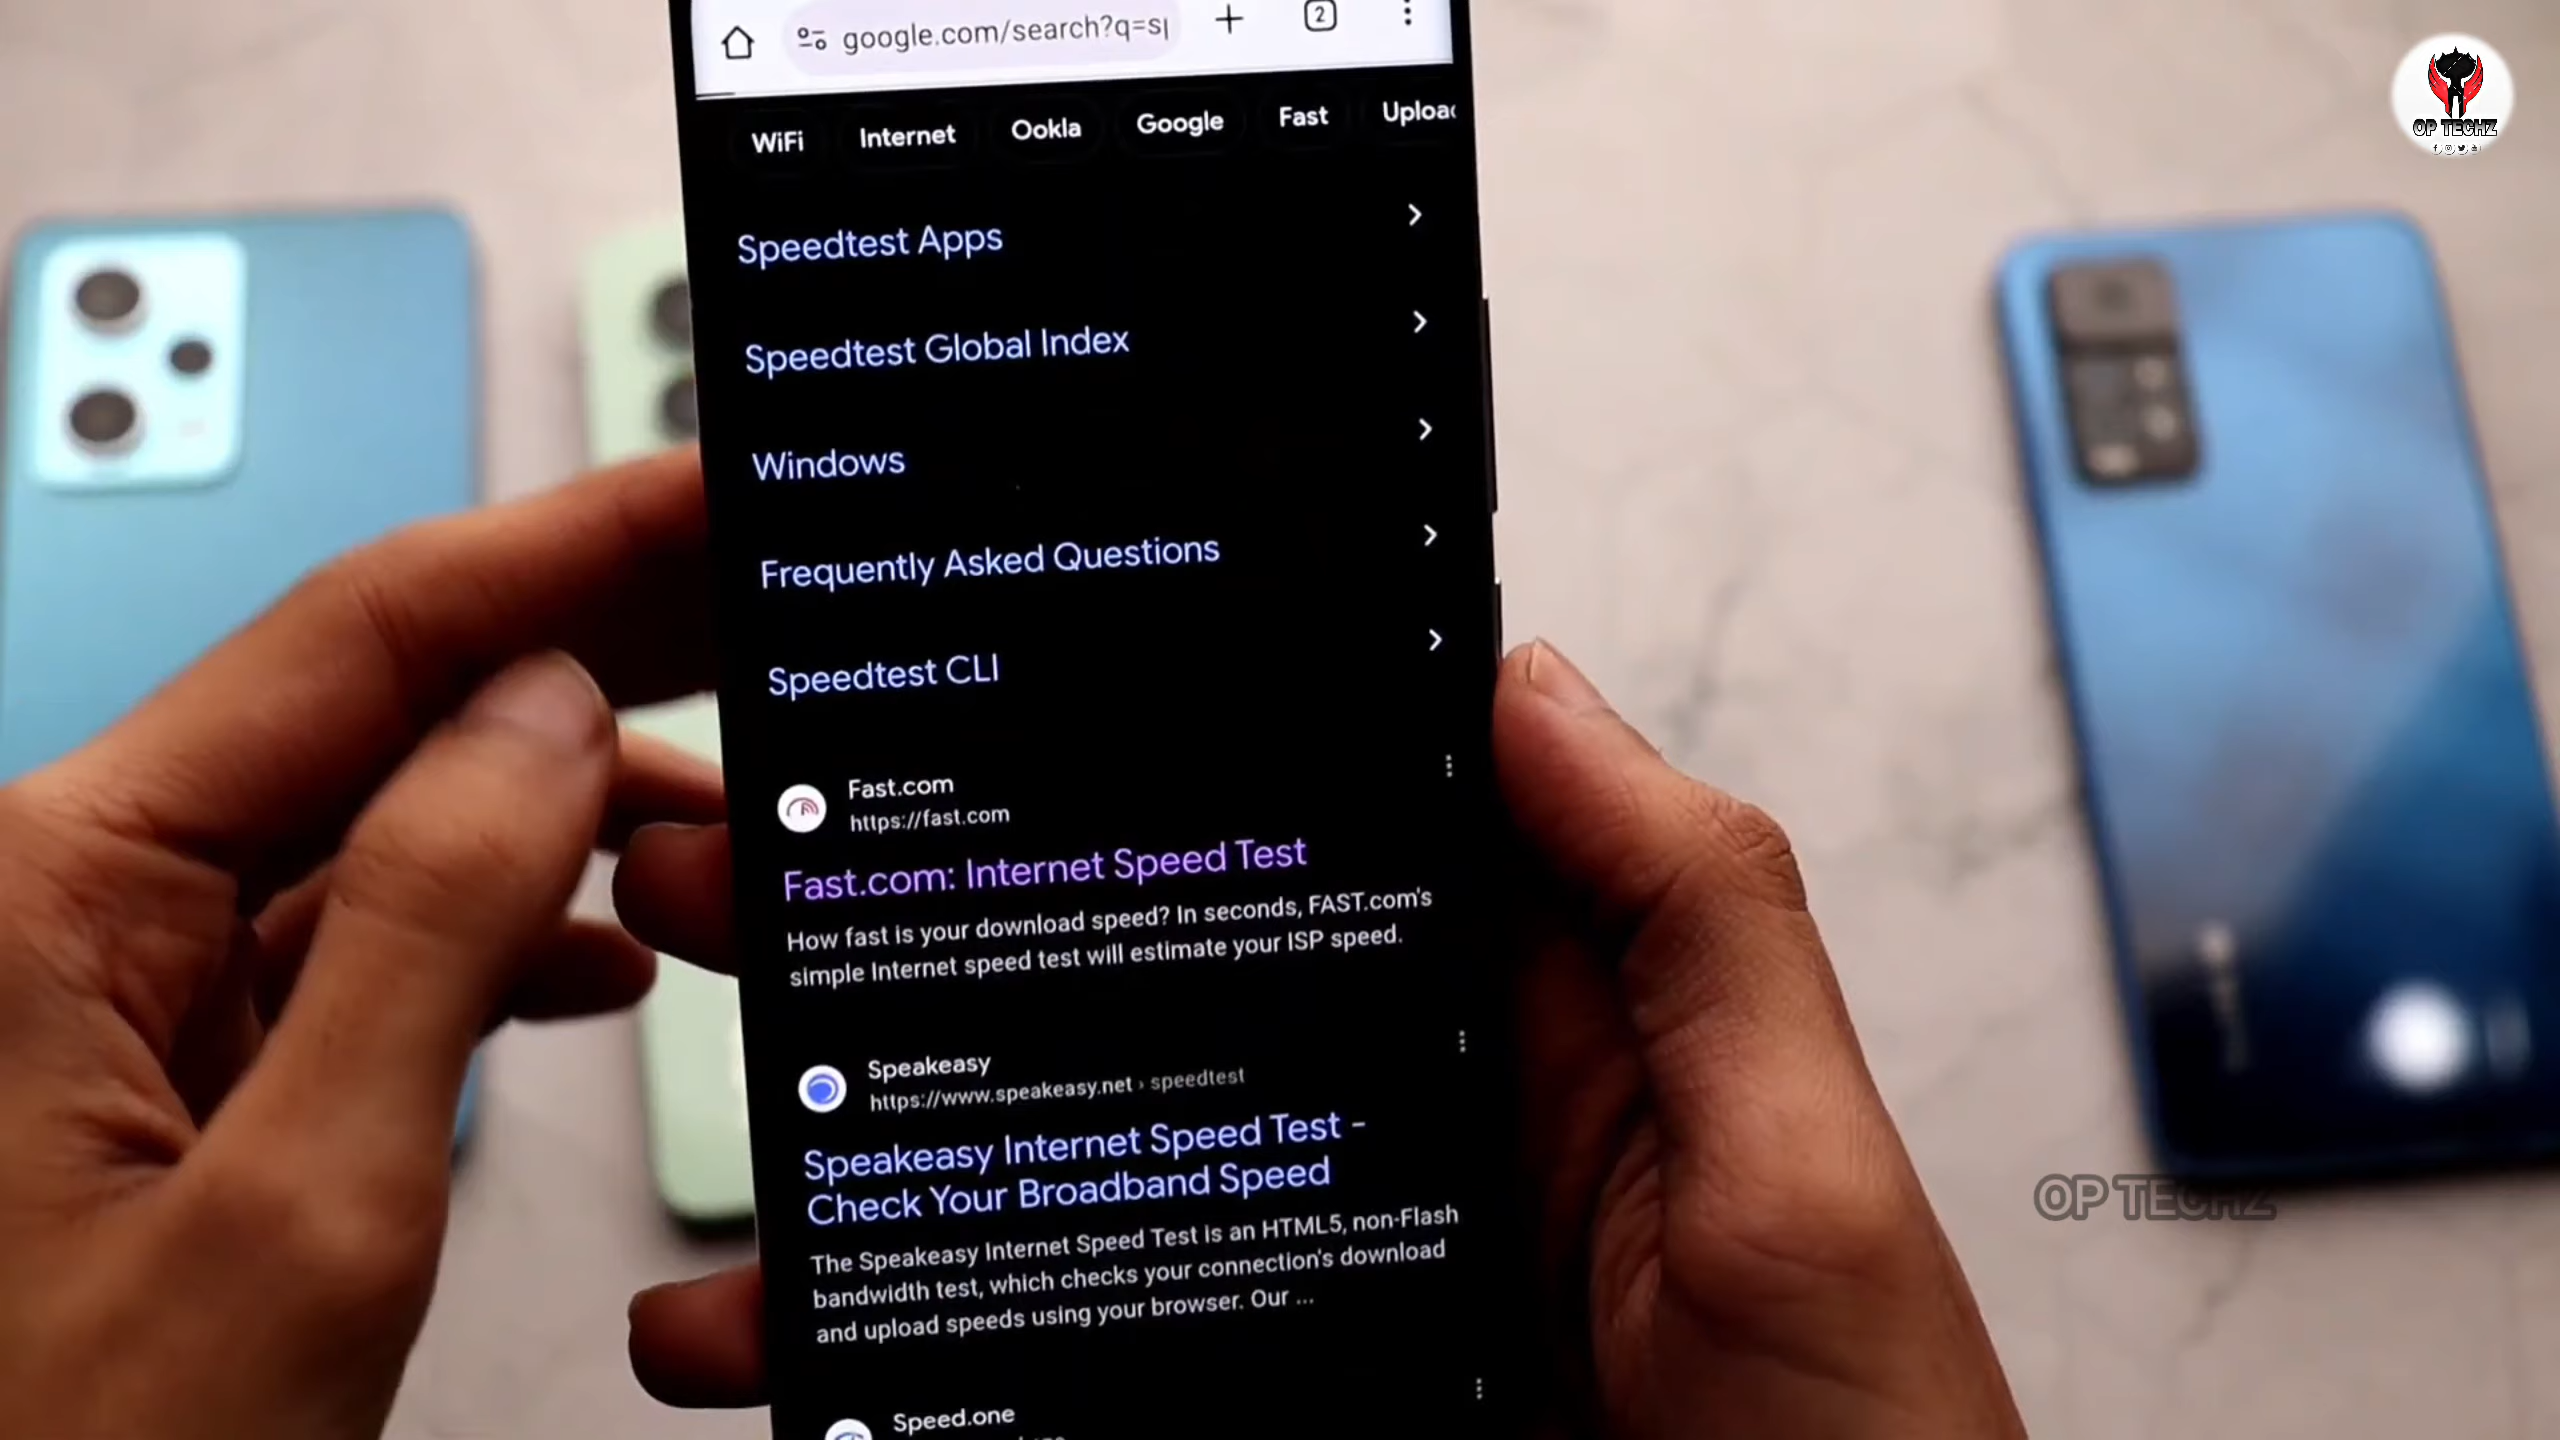 google.com/search?q=s
2
WiFi Internet Ookla Google Fast Upload
OP TECHZ
Speedtest Apps
Speedtest Global Index
Windows
Frequently Asked Questions
Speedtest CLI
Fast.com
https://fast.com
Fast.com: Internet Speed Test
How fast is your download speed? In seconds, FAST.com's
simple Internet speed test will estimate your ISP speed.
Speakeasy
https://www.speakeasy.net › speedtest
Speakeasy Internet Speed Test -
Check Your Broadband Speed
The Speakeasy Internet Speed Test is an HTML5, non-Flash
bandwidth test, which checks your connection's download
and upload speeds using your browser. Our ...
OP TECHZ
Speed.one